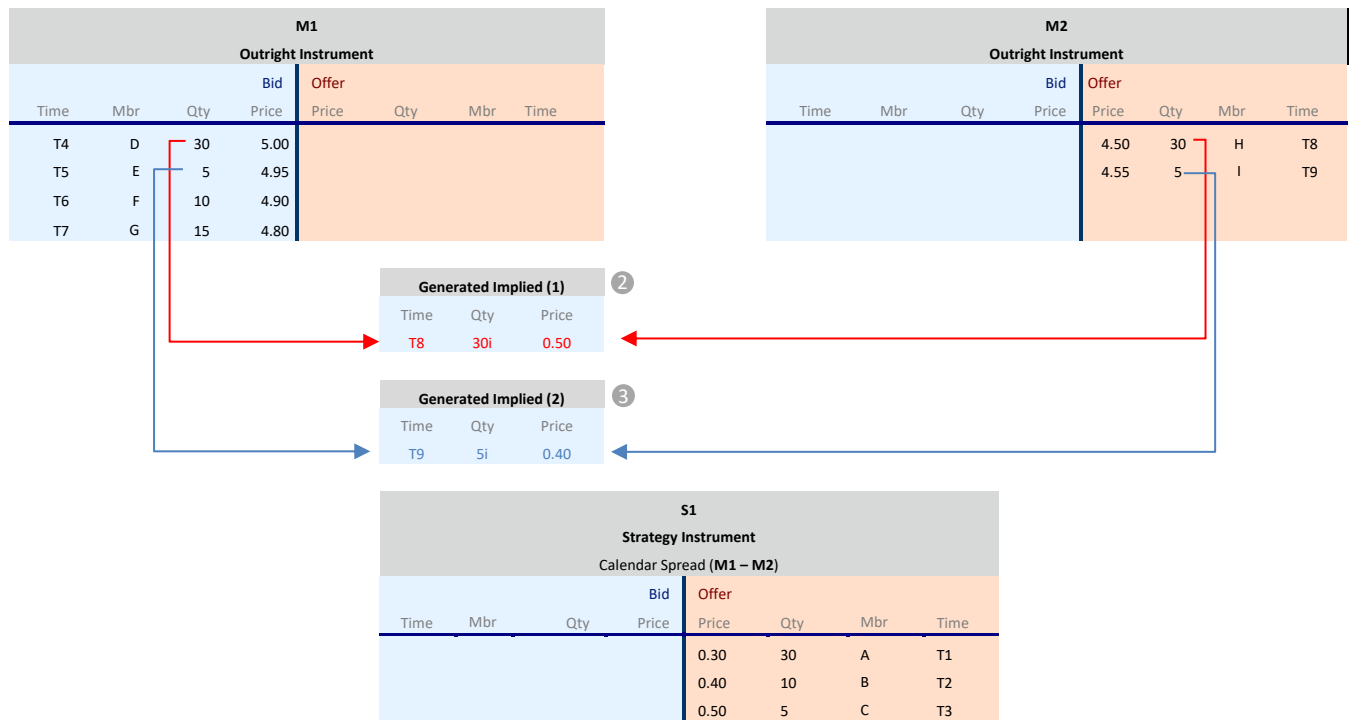 M1
Outright Instrument
Bid Offer
Time Mbr Qty Price Price Qty Mbr Time
T4 D 30 5.00
T5 E 5 4.95
T6 F 10 4.90
T7 G 15 4.80
M2
Outright Instrument
Bid Offer
Time Mbr Qty Price Price Qty Mbr Time
4.50 30 H T8
4.55 5 I T9
Generated Implied (1) 2
Time Qty Price
T8 30i 0.50
Generated Implied (2) 3
Time Qty Price
T9 5i 0.40
S1
Strategy Instrument
Calendar Spread (M1 – M2)
Bid Offer
Time Mbr Qty Price Price Qty Mbr Time
0.30 30 A T1
0.40 10 B T2
0.50 5 C T3